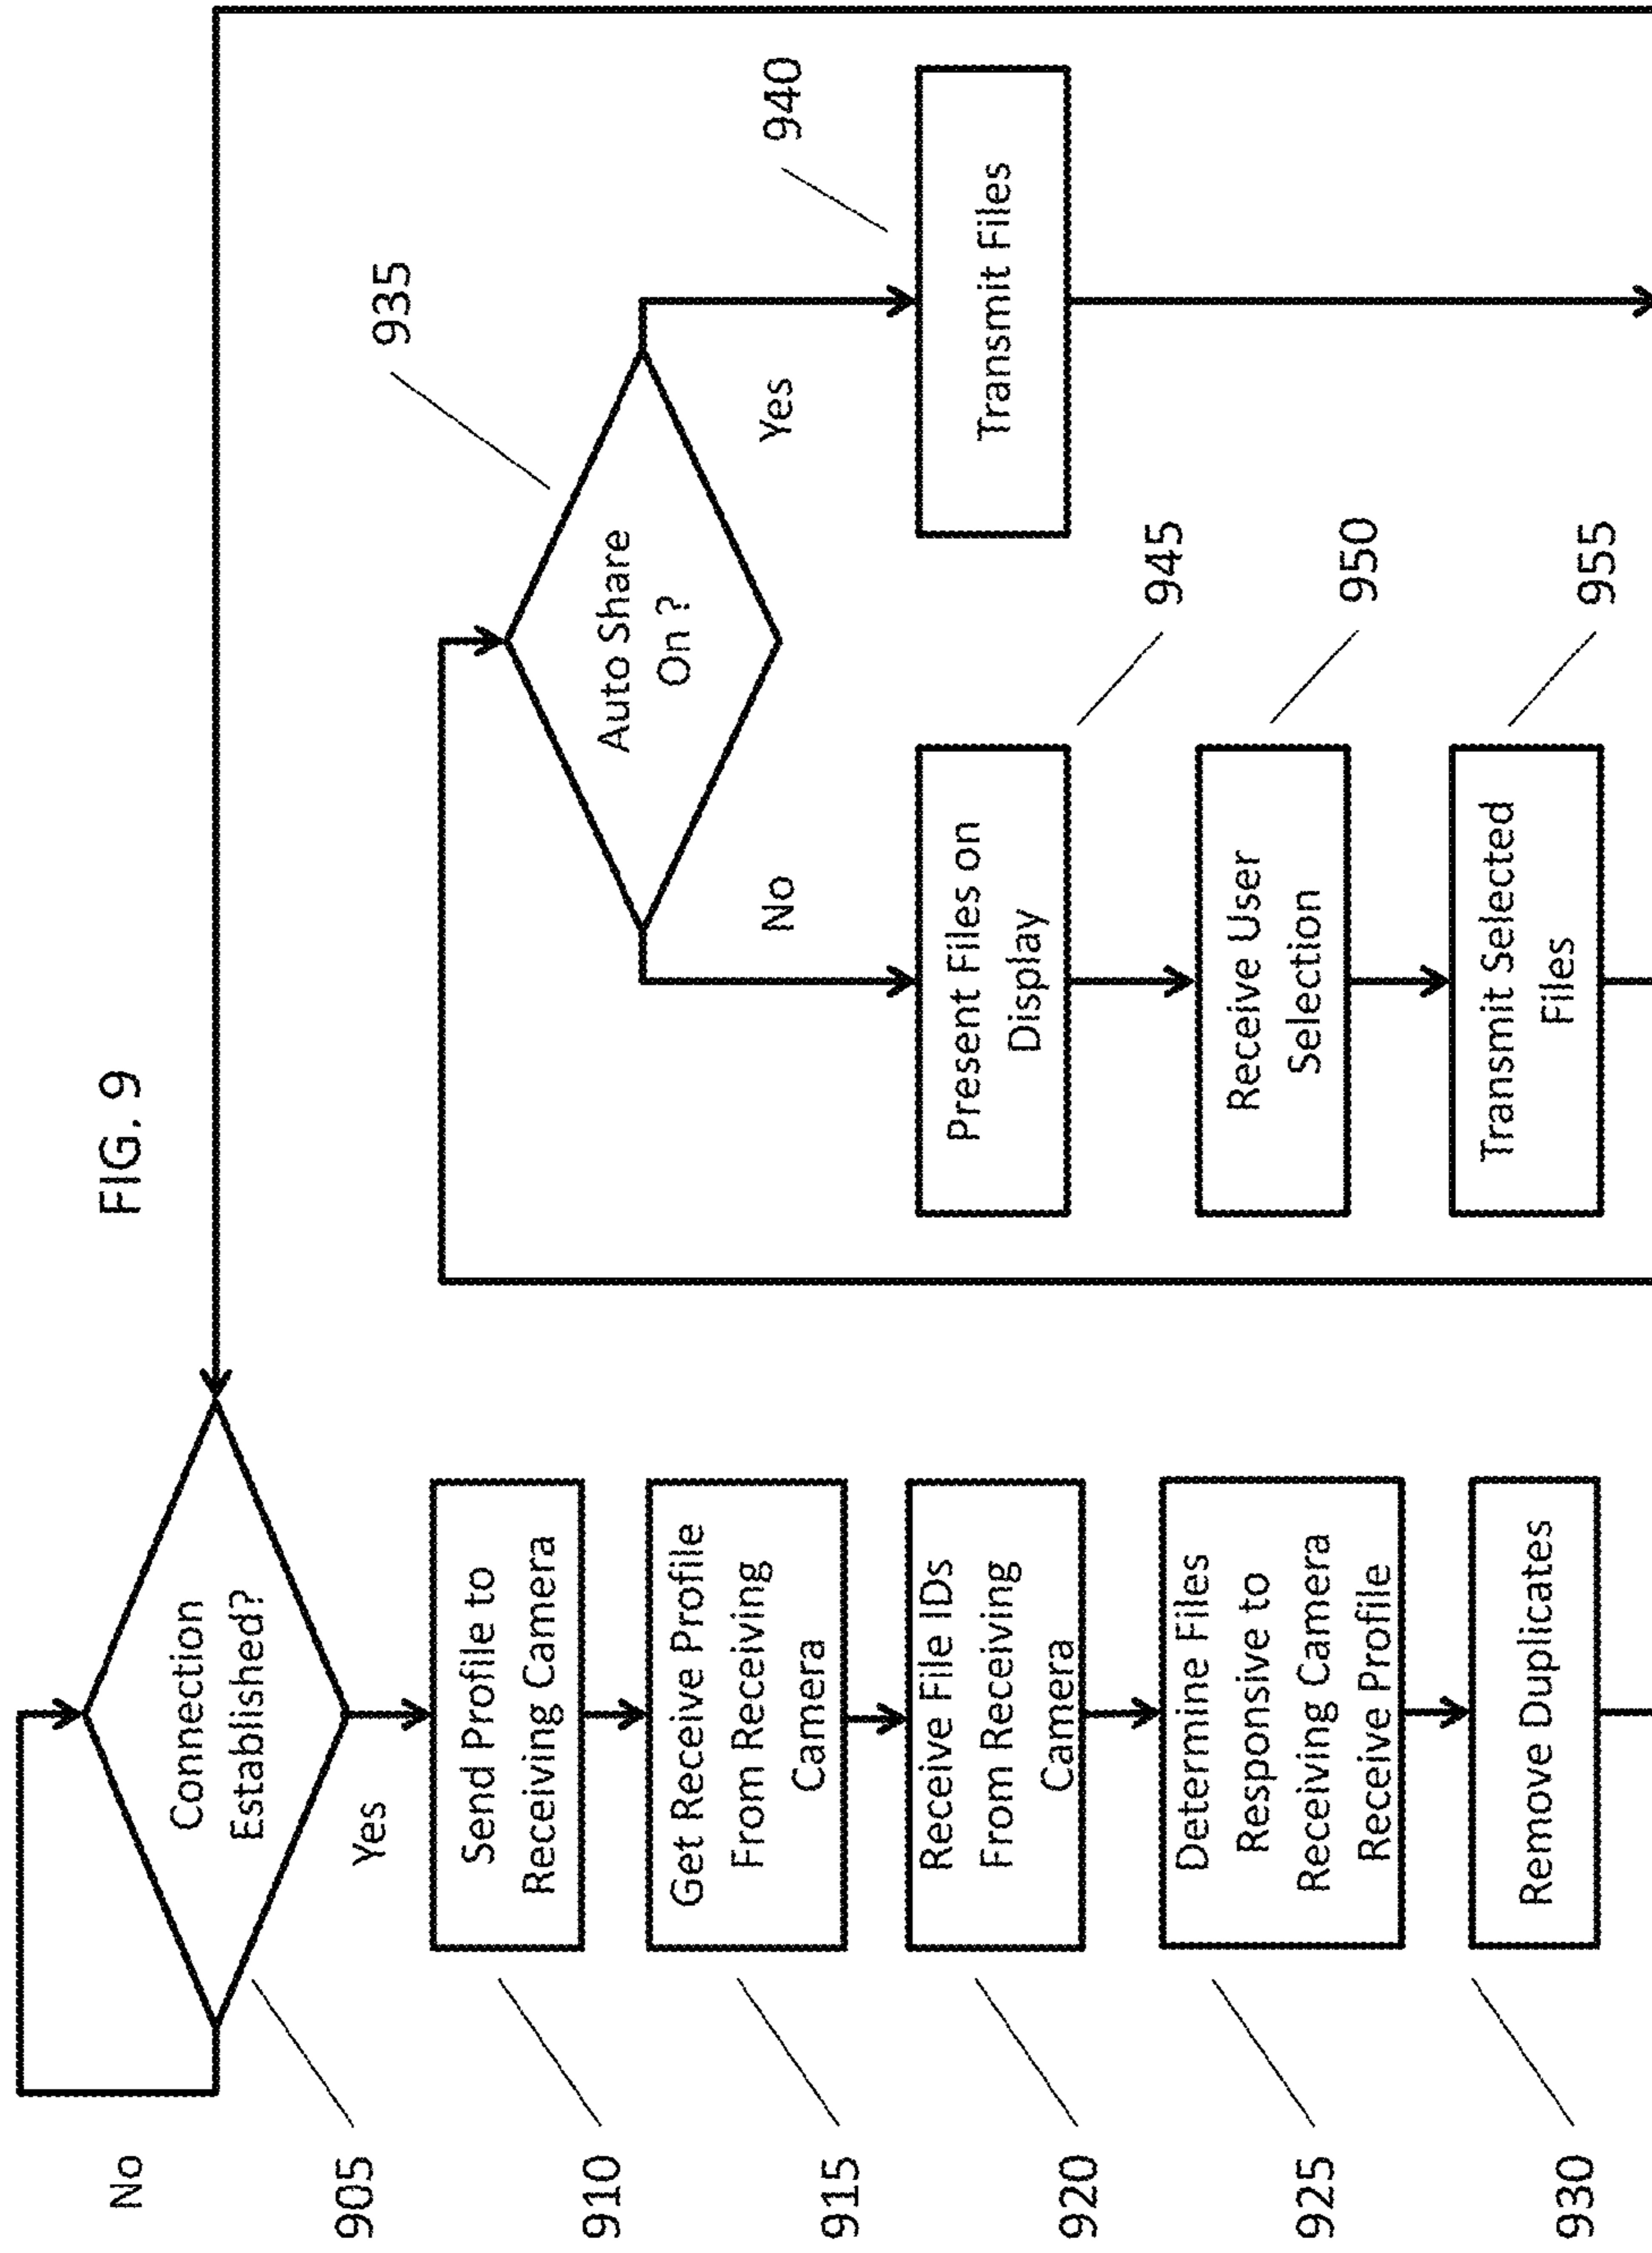 FIG. 9
No
Connection
Established?
905
Yes
Send Profile to
Receiving Camera
910
Get Receive Profile
From Receiving
Camera
915
Receive File IDs
From Receiving
Camera
920
Determine Files
Responsive to
Receiving Camera
Receive Profile
925
Remove Duplicates
930
Auto Share
On ?
935
Yes
Transmit Files
940
No
Present Files on
Display
945
Receive User
Selection
950
Transmit Selected
Files
955